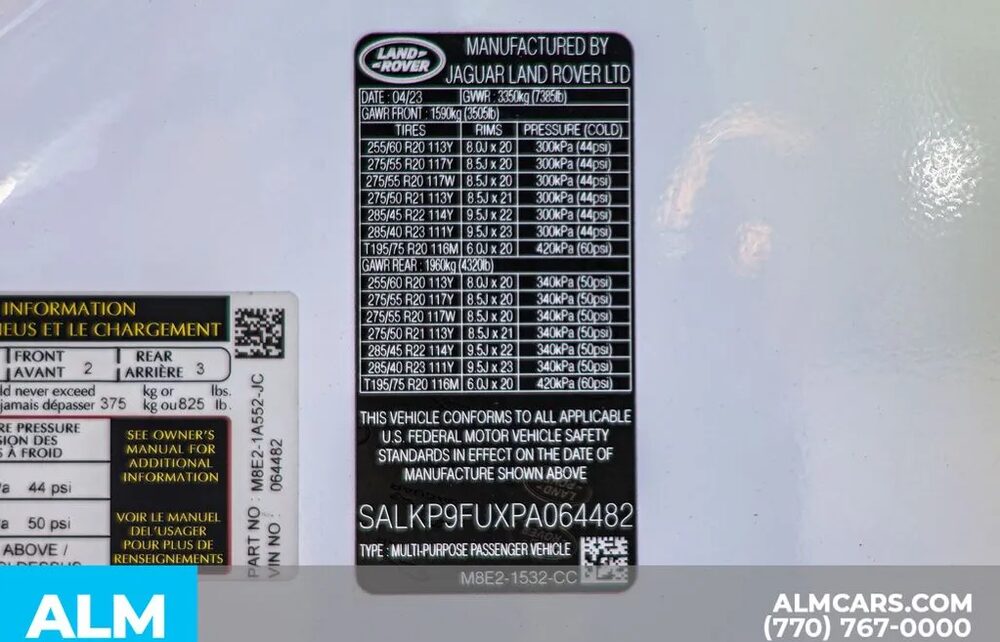 LAND-
-ROVER
MANUFACTURED BY
JAGUAR LAND ROVER LTD
DATE : 04/23 GVWR : 3350kg (7385lb)
GAWR FRONT : 1590kg (3505lb)
TIRES RIMS PRESSURE (COLD)
255/60 R20 113Y 8.0J x 20 300kPa (44psi)
275/55 R20 117Y 8.5J x 20 300kPa (44psi)
275/55 R20 117W 8.5J x 20 300kPa (44psi)
275/50 R21 113Y 8.5J x 21 300kPa (44psi)
285/45 R22 114Y 9.5J x 22 300kPa (44psi)
285/40 R23 111Y 9.5J x 23 300kPa (44psi)
T195/75 R20 116M 6.0J x 20 420kPa (60psi)
GAWR REAR : 1960kg (4320lb)
255/60 R20 113Y 8.0J x 20 340kPa (50psi)
275/55 R20 117Y 8.5J x 20 340kPa (50psi)
275/55 R20 117W 8.5J x 20 340kPa (50psi)
275/50 R21 113Y 8.5J x 21 340kPa (50psi)
285/45 R22 114Y 9.5J x 22 340kPa (50psi)
285/40 R23 111Y 9.5J x 23 340kPa (50psi)
T195/75 R20 116M 6.0J x 20 420kPa (60psi)
THIS VEHICLE CONFORMS TO ALL APPLICABLE
U.S. FEDERAL MOTOR VEHICLE SAFETY
STANDARDS IN EFFECT ON THE DATE OF
MANUFACTURE SHOWN ABOVE
SALKP9FUXPA064482
TYPE : MULTI-PURPOSE PASSENGER VEHICLE
M8E2-1532-CC
INFORMATION
ET LE CHARGEMENT
FRONT REAR
AVANT 2 ARRIÈRE 3
never exceed kg or lbs.
jamais dépasser 375 kg ou 825 lb.
PRESSURE
DES
À FROID
44 psi
50 psi
ABOVE /
SEE OWNER'S
MANUAL FOR
ADDITIONAL
INFORMATION
VOIR LE MANUEL
DEL'USAGER
POUR PLUS DE
RENSEIGNEMENTS
PART NO : M8E2-1A552-JC
VIN NO : 064482
ALM
ALMCARS.COM
(770) 767-0000